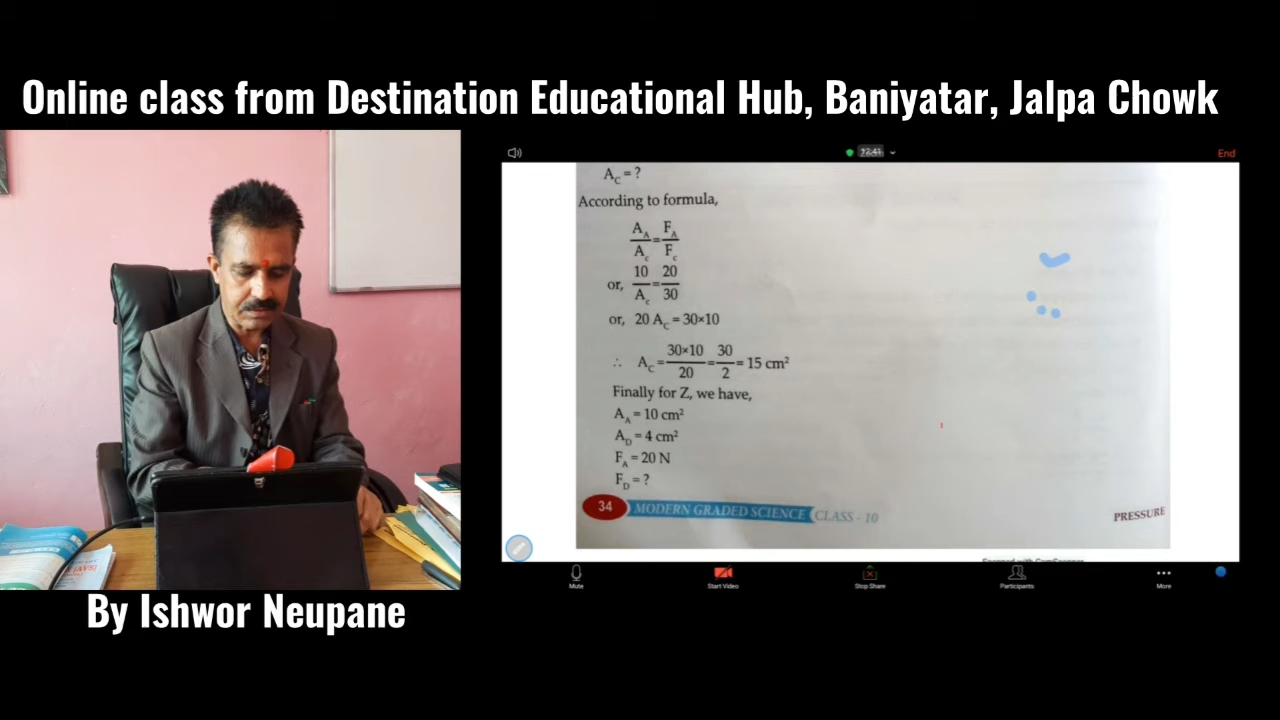 Online class from Destination Educational Hub, Baniyatar, Jalpa Chowk
End
A_C = ?
According to formula,
A_A/A_c = F_A/F_c
or, 10/A_c = 20/30
or, 20 A_C = 30×10
∴ A_C = 30×10/20 = 30/2 = 15 cm²
Finally for Z, we have,
A_A = 10 cm²
A_D = 4 cm²
F_A = 20 N
F_D = ?
34 MODERN GRADED SCIENCE CLASS - 10
PRESSURE
Mute
Start Video
Stop Share
Participants
More
By Ishwor Neupane